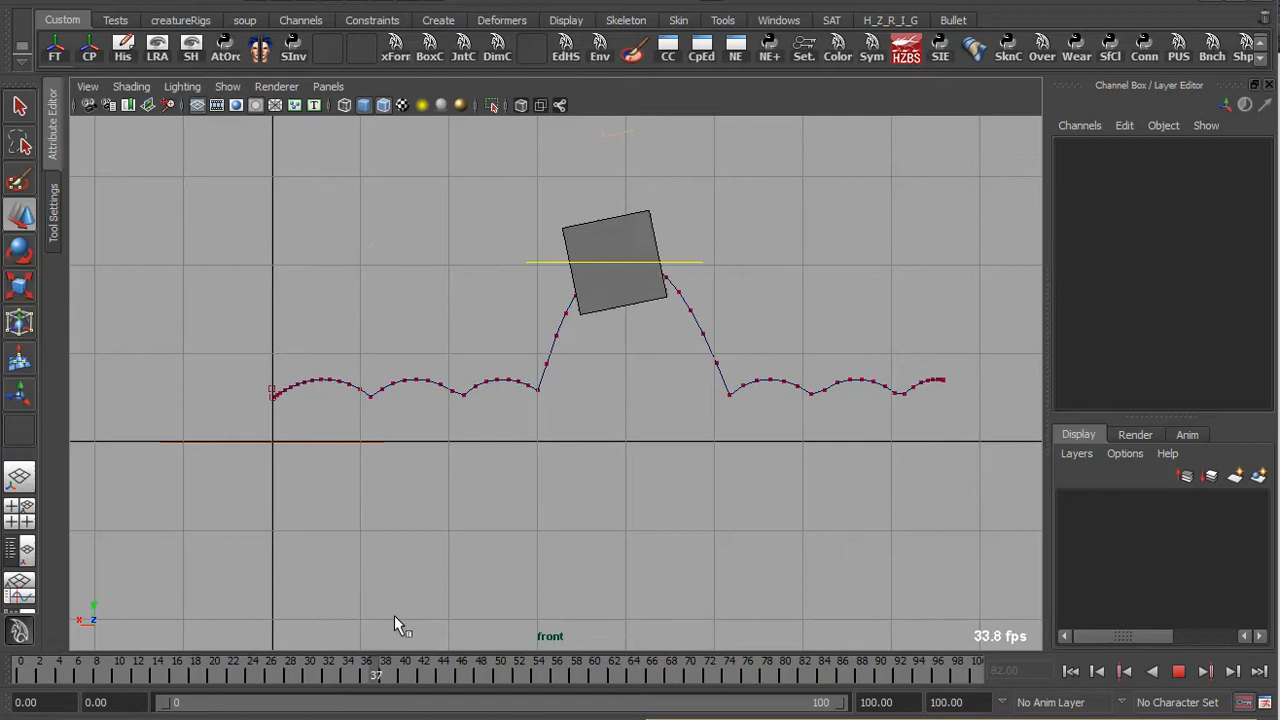 Custom Tests creatureRigs soup Channels Constraints Create Deformers Display Skeleton Skin Tools Windows SAT H_Z_R_I_G Bullet
FT CP His LRA SH AtOrc SInv xForn BoxC JntC DimC EdHS Env CC CpEd NE NE+ Set. Color Sym HZBS SIE SknC Over Wear SfCl Conn PUS Bnch Shp(
View Shading Lighting Show Renderer Panels
Channel Box / Layer Editor
Channels Edit Object Show
Attribute Editor
Tool Settings
Display Render Anim
Layers Options Help
y
x z
front
33.8 fps
0 2 4 6 8 10 12 14 16 18 20 22 24 26 28 30 32 34 36 38 40 42 44 46 48 50 52 54 56 58 60 62 64 66 68 70 72 74 76 78 80 82 84 86 88 90 92 94 96 98 10
37
82.00
0.00 0.00 0 100 100.00 100.00 No Anim Layer No Character Set